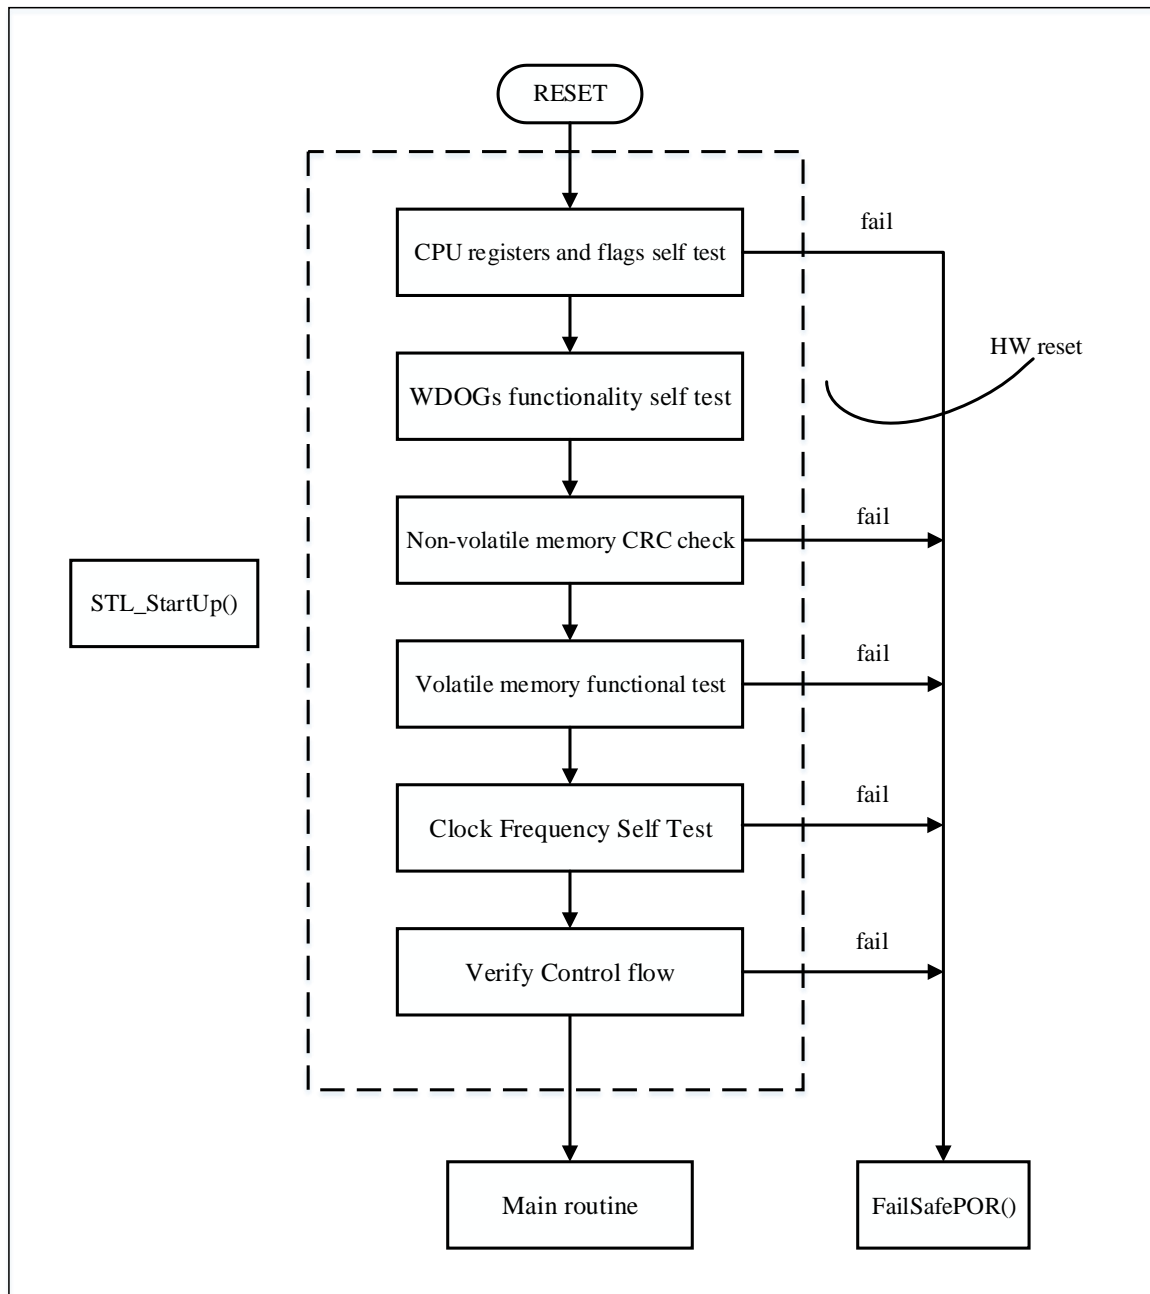 RESET
CPU registers and flags self test
fail
HW reset
WDOGs functionality self test
Non-volatile memory CRC check
fail
STL_StartUp()
Volatile memory functional test
fail
Clock Frequency Self Test
fail
Verify Control flow
fail
Main routine
FailSafePOR()